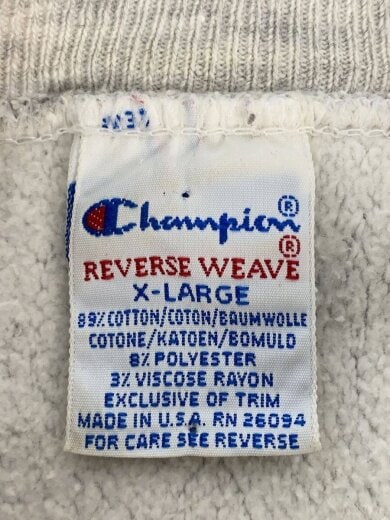 Champion®
REVERSE WEAVE®
X-LARGE
89% COTTON/COTON/BAUMWOLLE
COTONE/KATOEN/BOMULD
8% POLYESTER
3% VISCOSE RAYON
EXCLUSIVE OF TRIM
MADE IN U.S.A. RN 26094
FOR CARE SEE REVERSE